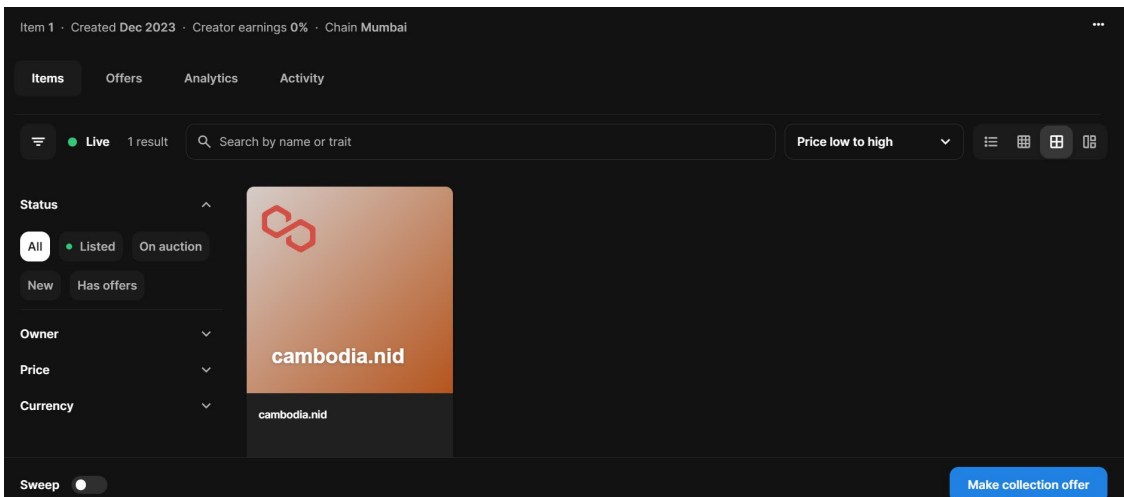 Item 1 · Created Dec 2023 · Creator earnings 0% · Chain Mumbai
Items Offers Analytics Activity
Live 1 result Search by name or trait Price low to high
Status
All Listed On auction
New Has offers
Owner
Price
Currency
cambodia.nid
cambodia.nid
Sweep Make collection offer